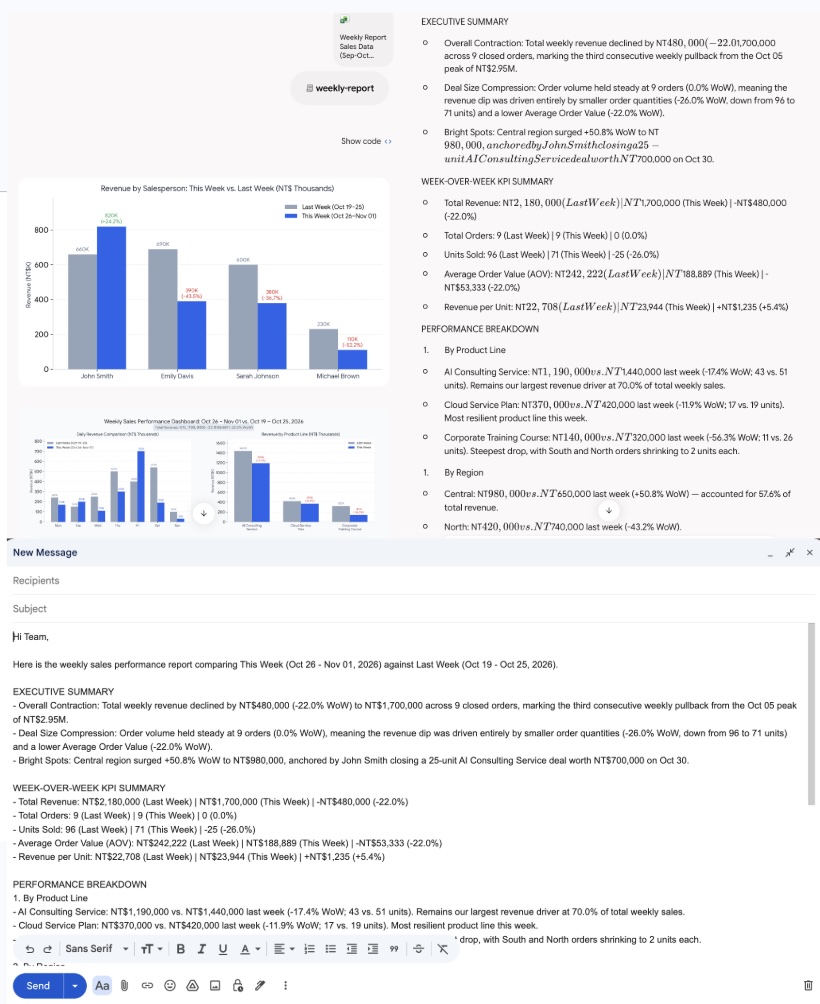 Weekly Report
Sales Data
(Sep-Oct...
weekly-report
Show code <>
Revenue by Salesperson: This Week vs. Last Week (NT$ Thousands)
Last Week (Oct 19–25)
This Week (Oct 26–Nov 01)
Revenue (NT$K)
800
600
400
200
0
660K
820K
(+24.2%)
690K
390K
(-43.5%)
600K
380K
(-36.7%)
230K
110K
(-52.2%)
John Smith
Emily Davis
Sarah Johnson
Michael Brown
Weekly Sales Performance Dashboard: Oct 26 – Nov 01 vs. Oct 19 – Oct 25, 2026
Daily Revenue Comparison (NT$ Thousands)
Revenue by Product Line (NT$ Thousands)
EXECUTIVE SUMMARY
Overall Contraction: Total weekly revenue declined by NT480,000(−22.01,700,000
across 9 closed orders, marking the third consecutive weekly pullback from the Oct 05
peak of NT$2.95M.
Deal Size Compression: Order volume held steady at 9 orders (0.0% WoW), meaning the
revenue dip was driven entirely by smaller order quantities (-26.0% WoW, down from 96 to
71 units) and a lower Average Order Value (-22.0% WoW).
Bright Spots: Central region surged +50.8% WoW to NT
980,000,anchoredbyJohnSmithclosinga25−
unitAIConsultingServicedealworthNT700,000 on Oct 30.
WEEK-OVER-WEEK KPI SUMMARY
Total Revenue: NT2,180,000(LastWeek)|NT1,700,000 (This Week) | -NT$480,000
(-22.0%)
Total Orders: 9 (Last Week) | 9 (This Week) | 0 (0.0%)
Units Sold: 96 (Last Week) | 71 (This Week) | -25 (-26.0%)
Average Order Value (AOV): NT242,222(LastWeek)|NT188,889 (This Week) | -
NT$53,333 (-22.0%)
Revenue per Unit: NT22,708(LastWeek)|NT23,944 (This Week) | +NT$1,235 (+5.4%)
PERFORMANCE BREAKDOWN
1. By Product Line
AI Consulting Service: NT1,190,000vs.NT1,440,000 last week (-17.4% WoW; 43 vs. 51
units). Remains our largest revenue driver at 70.0% of total weekly sales.
Cloud Service Plan: NT370,000vs.NT420,000 last week (-11.9% WoW; 17 vs. 19 units).
Most resilient product line this week.
Corporate Training Course: NT140,000vs.NT320,000 last week (-56.3% WoW; 11 vs. 26
units). Steepest drop, with South and North orders shrinking to 2 units each.
1. By Region
Central: NT980,000vs.NT650,000 last week (+50.8% WoW) — accounted for 57.6% of
total revenue.
North: NT420,000vs.NT740,000 last week (-43.2% WoW).
New Message
Recipients
Subject
Hi Team,
Here is the weekly sales performance report comparing This Week (Oct 26 - Nov 01, 2026) against Last Week (Oct 19 - Oct 25, 2026).
EXECUTIVE SUMMARY
- Overall Contraction: Total weekly revenue declined by NT$480,000 (-22.0% WoW) to NT$1,700,000 across 9 closed orders, marking the third consecutive weekly pullback from the Oct 05 peak
of NT$2.95M.
- Deal Size Compression: Order volume held steady at 9 orders (0.0% WoW), meaning the revenue dip was driven entirely by smaller order quantities (-26.0% WoW, down from 96 to 71 units)
and a lower Average Order Value (-22.0% WoW).
- Bright Spots: Central region surged +50.8% WoW to NT$980,000, anchored by John Smith closing a 25-unit AI Consulting Service deal worth NT$700,000 on Oct 30.
WEEK-OVER-WEEK KPI SUMMARY
- Total Revenue: NT$2,180,000 (Last Week) | NT$1,700,000 (This Week) | -NT$480,000 (-22.0%)
- Total Orders: 9 (Last Week) | 9 (This Week) | 0 (0.0%)
- Units Sold: 96 (Last Week) | 71 (This Week) | -25 (-26.0%)
- Average Order Value (AOV): NT$242,222 (Last Week) | NT$188,889 (This Week) | -NT$53,333 (-22.0%)
- Revenue per Unit: NT$22,708 (Last Week) | NT$23,944 (This Week) | +NT$1,235 (+5.4%)
PERFORMANCE BREAKDOWN
1. By Product Line
- AI Consulting Service: NT$1,190,000 vs. NT$1,440,000 last week (-17.4% WoW; 43 vs. 51 units). Remains our largest revenue driver at 70.0% of total weekly sales.
- Cloud Service Plan: NT$370,000 vs. NT$420,000 last week (-11.9% WoW; 17 vs. 19 units). Most resilient product line this week.
drop, with South and North orders shrinking to 2 units each.
Sans Serif
Send